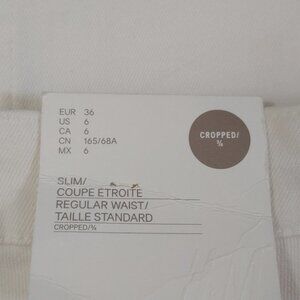 EUR 36
US 6
CA 6
CN 165/68A
MX 6
CROPPED/
¾
SLIM/
COUPE ETROITE
REGULAR WAIST/
TAILLE STANDARD
CROPPED/¾